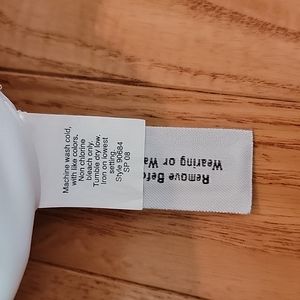 Machine wash cold,
with like colors.
Non chlorine
bleach only.
Tumble dry low.
Iron on lowest
setting.
Style 90684
SP 08
Remove Befo
Wearing or Wa